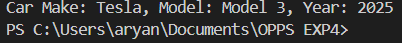 Car Make: Tesla, Model: Model 3, Year: 2025
PS C:\Users\aryan\Documents\OPPS EXP4>